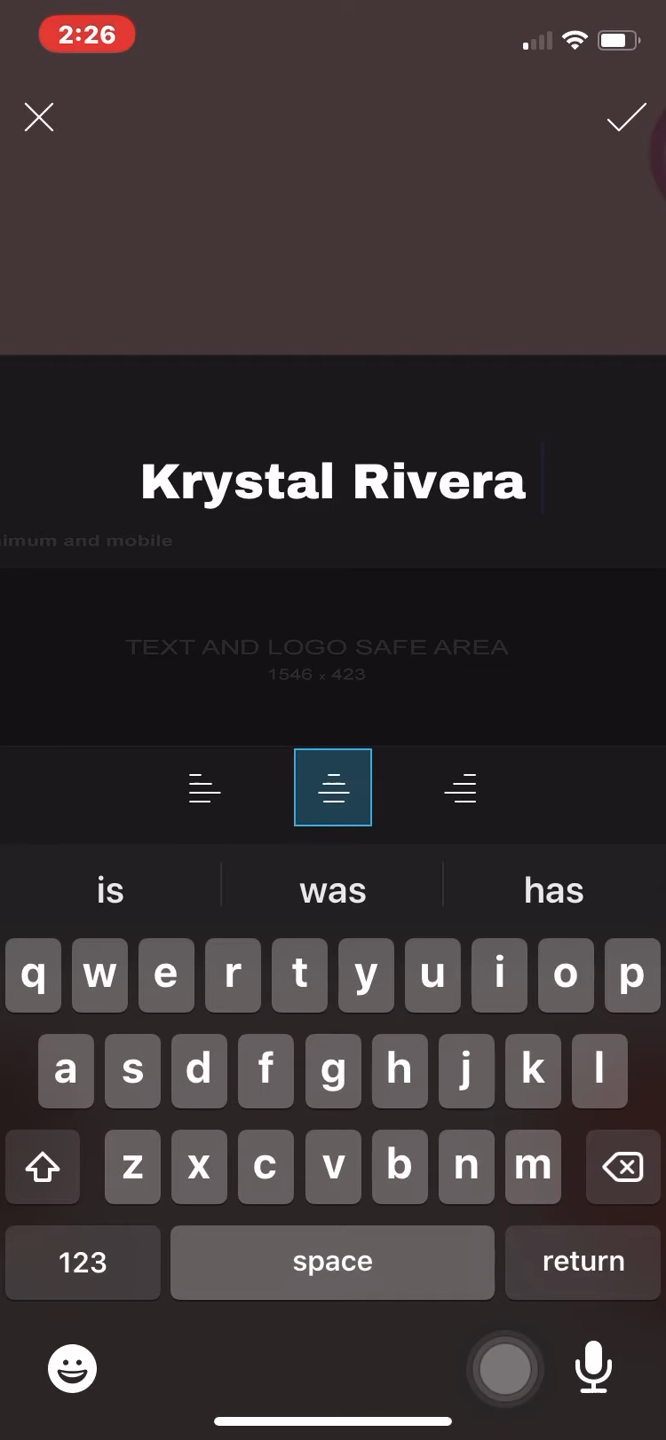 2:26
Krystal Rivera
imum and mobile
TEXT AND LOGO SAFE AREA
1546 x 423
is was has
q w e r t y u i o p
a s d f g h j k l
z x c v b n m
123 space return